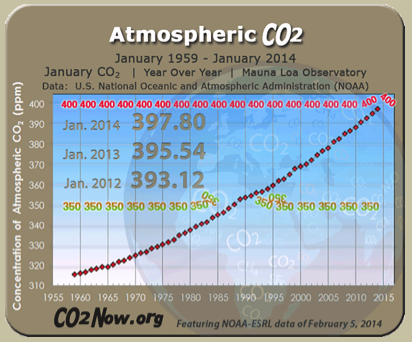 Atmospheric CO2
January 1959 - January 2014
January CO₂ | Year Over Year | Mauna Loa Observatory
Data: U.S. National Oceanic and Atmospheric Administration (NOAA)
Concentration of Atmospheric CO₂ (ppm)
400 400 400 400 400 400 400 400 400 400 400 400 400 400 400 400
Jan. 2014 397.80
Jan. 2013 395.54
Jan. 2012 393.12
350 350 350 350 350 350 350 350 350 350 350 350 350 350 350 350
400
390
380
370
360
350
340
330
320
310
CO₂
CO₂
CO₂
1955 1960 1965 1970 1975 1980 1985 1990 1995 2000 2005 2010 2015
CO2Now.org
Featuring NOAA-ESRL data of February 5, 2014